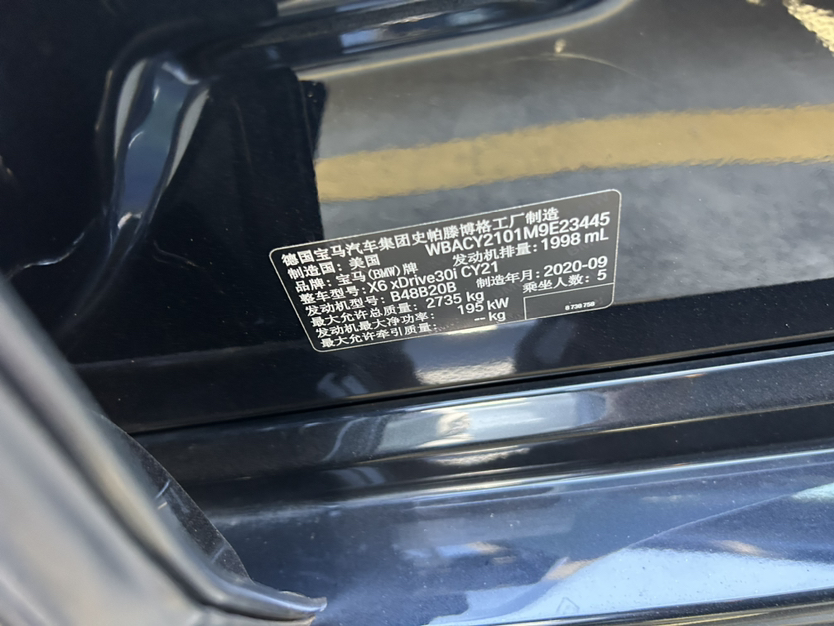 德国宝马汽车集团史帕滕博格工厂制造
制造国：美国 WBACY2101M9E23445
品牌：宝马(BMW)牌 发动机排量：1998 mL
整车型号：X6 xDrive30i CY21
发动机型号：B48B20B 制造年月：2020-09
最大允许总质量：2735 kg 乘坐人数：5
发动机最大净功率：195 kW
最大允许牵引质量：-- kg
8 738 756